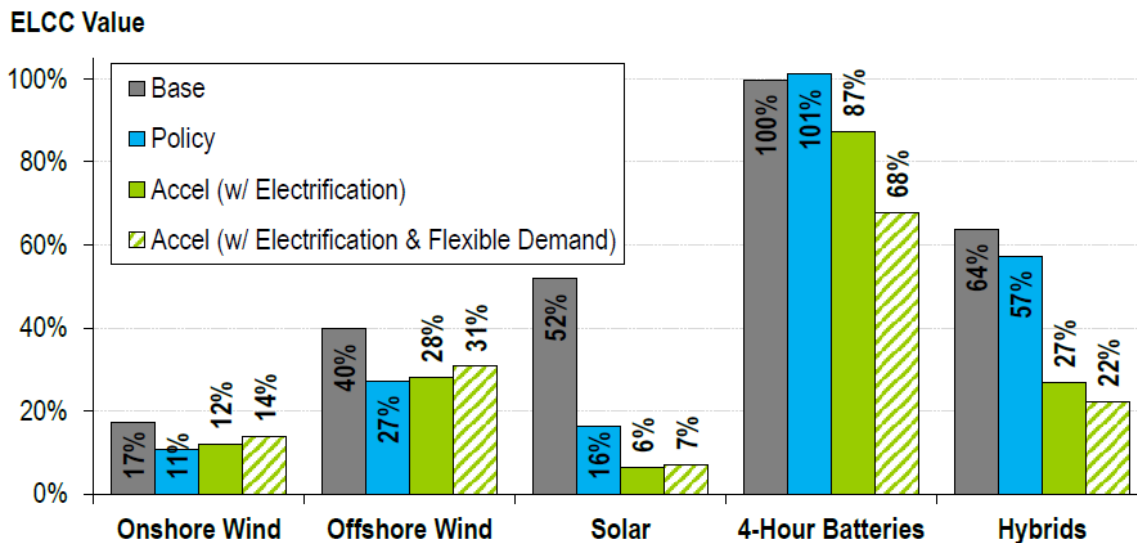 ELCC Value
100%
80%
60%
40%
20%
0%
Base
Policy
Accel (w/ Electrification)
Accel (w/ Electrification & Flexible Demand)
17%
11%
12%
14%
40%
27%
28%
31%
52%
16%
6%
7%
100%
101%
87%
68%
64%
57%
27%
22%
Onshore Wind
Offshore Wind
Solar
4-Hour Batteries
Hybrids